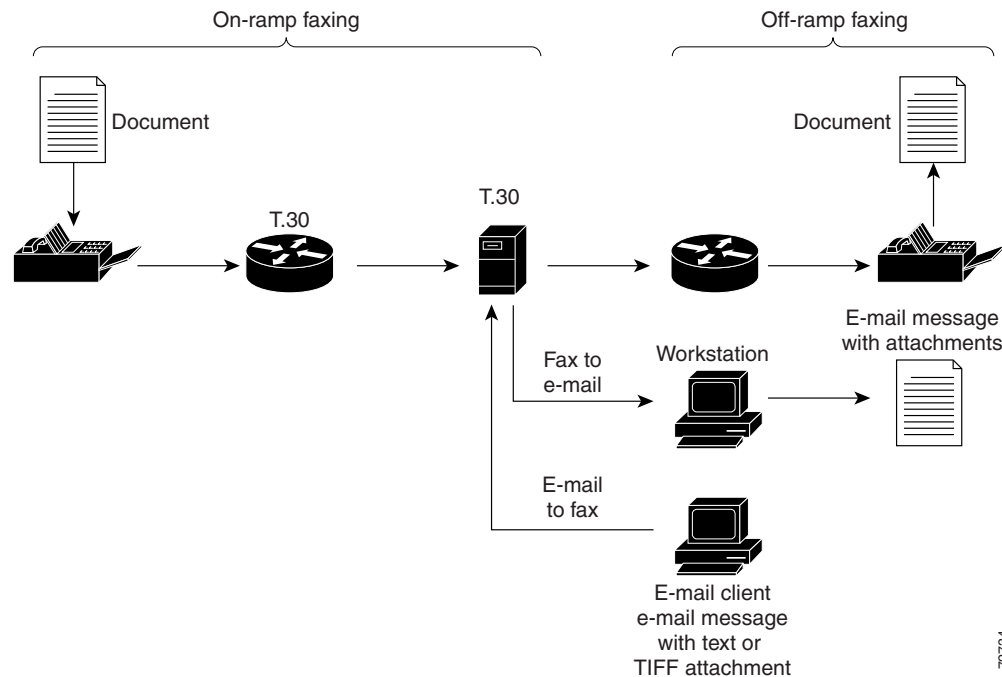 On-ramp faxing
Off-ramp faxing
Document
Document
T.30
T.30
E-mail message
with attachments
Fax to
e-mail
Workstation
E-mail
to fax
E-mail client
e-mail message
with text or
TIFF attachment